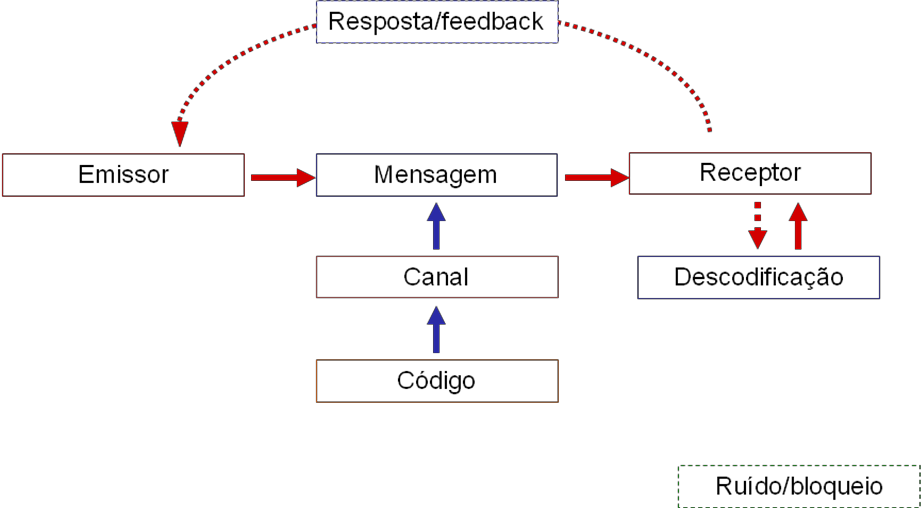 Resposta/feedback
Emissor
Mensagem
Receptor
Canal
Descodificação
Código
Ruído/bloqueio